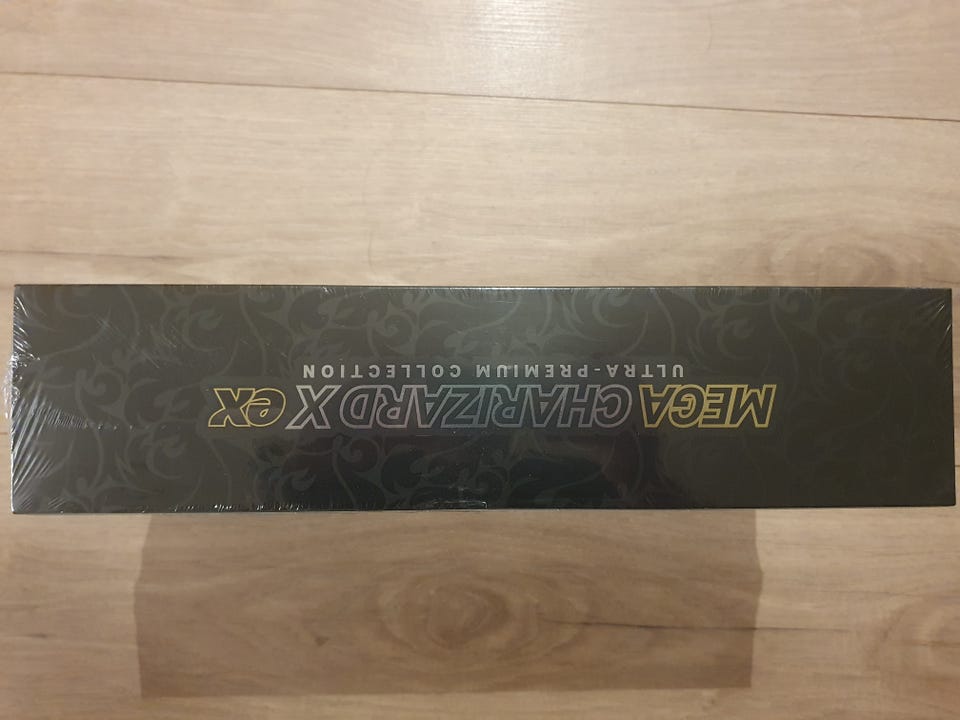 MEGA CHARIZARD X ex
ULTRA-PREMIUM COLLECTION